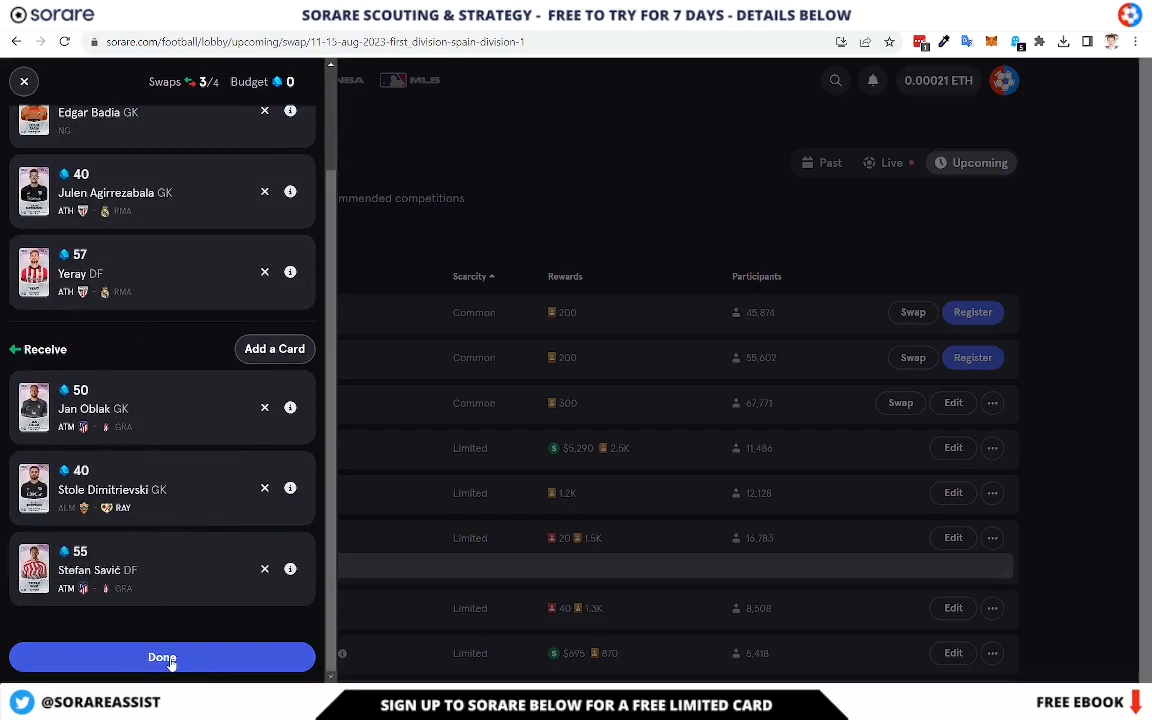 sorare
SORARE SCOUTING & STRATEGY - FREE TO TRY FOR 7 DAYS - DETAILS BELOW
sorare.com/football/lobby/upcoming/swap/11-15-aug-2023-first_division-spain-division-1
1
5
Swaps 3/4 Budget 0
NBA MLB
0.00021 ETH
Edgar Badia GK
NG
40
Julen Agirrezabala GK
ATH - RMA
57
Yeray DF
ATH - RMA
Receive
Add a Card
50
Jan Oblak GK
ATM - GRA
40
Stole Dimitrievski GK
ALM - RAY
55
Stefan Savić DF
ATM - GRA
Done
Past Live Upcoming
mmended competitions
Scarcity Rewards Participants
Common 200 45,874 Swap Register
Common 200 55,602 Swap Register
Common 300 67,771 Swap Edit
Limited $5,290 2.5K 11,486 Edit
Limited 1.2K 12,128 Edit
Limited 20 1.5K 16,783 Edit
Limited 40 1.3K 8,508 Edit
Limited $695 870 5,418 Edit
@SORAREASSIST
SIGN UP TO SORARE BELOW FOR A FREE LIMITED CARD
FREE EBOOK